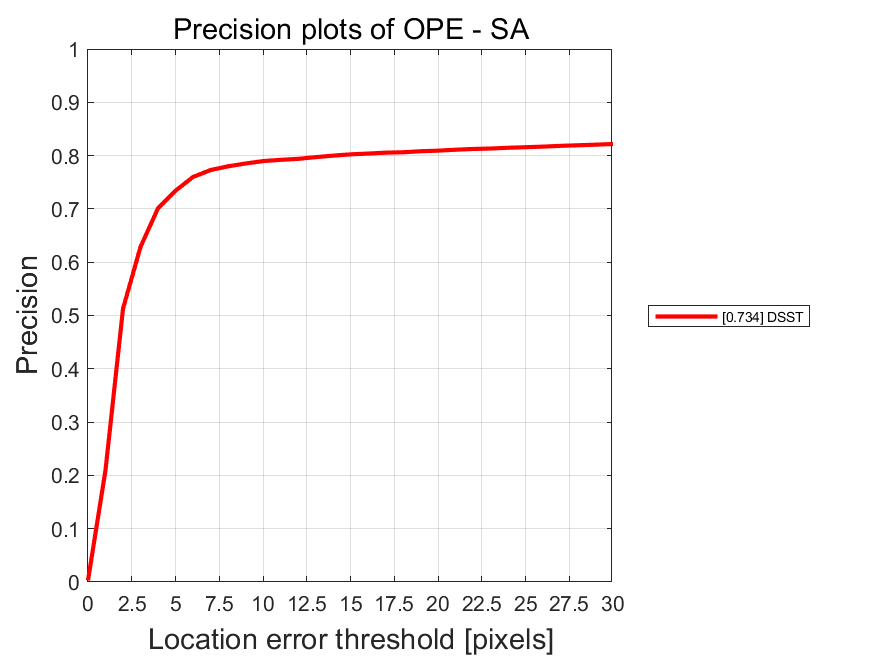 Precision plots of OPE - SA
1
0.9
0.8
0.7
0.6
0.5
0.4
0.3
0.2
0.1
0
Precision
0 2.5 5 7.5 10 12.5 15 17.5 20 22.5 25 27.5 30
Location error threshold [pixels]
[0.734] DSST